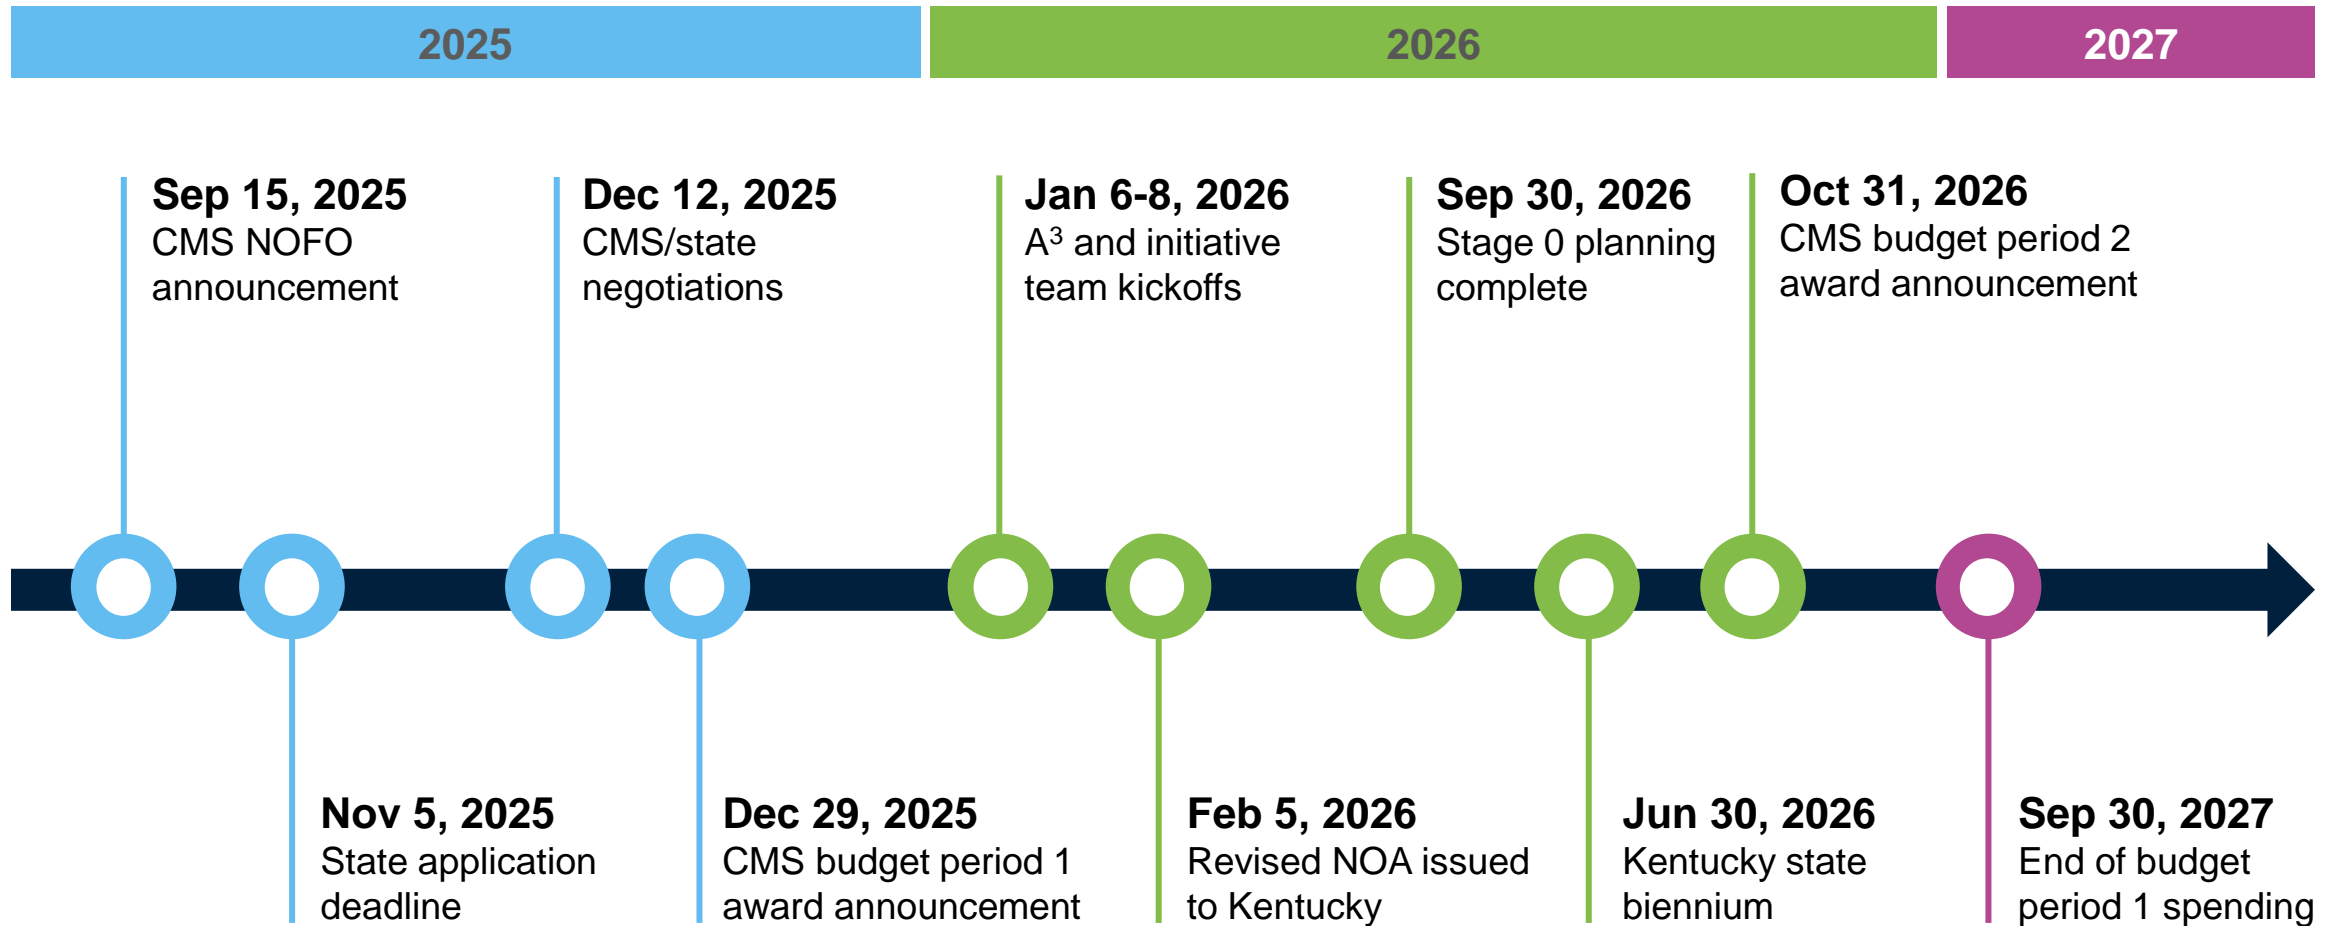 2025
2026
2027
Sep 15, 2025
CMS NOFO
announcement
Dec 12, 2025
CMS/state
negotiations
Jan 6-8, 2026
A³ and initiative
team kickoffs
Sep 30, 2026
Stage 0 planning
complete
Oct 31, 2026
CMS budget period 2
award announcement
Nov 5, 2025
State application
deadline
Dec 29, 2025
CMS budget period 1
award announcement
Feb 5, 2026
Revised NOA issued
to Kentucky
Jun 30, 2026
Kentucky state
biennium
Sep 30, 2027
End of budget
period 1 spending